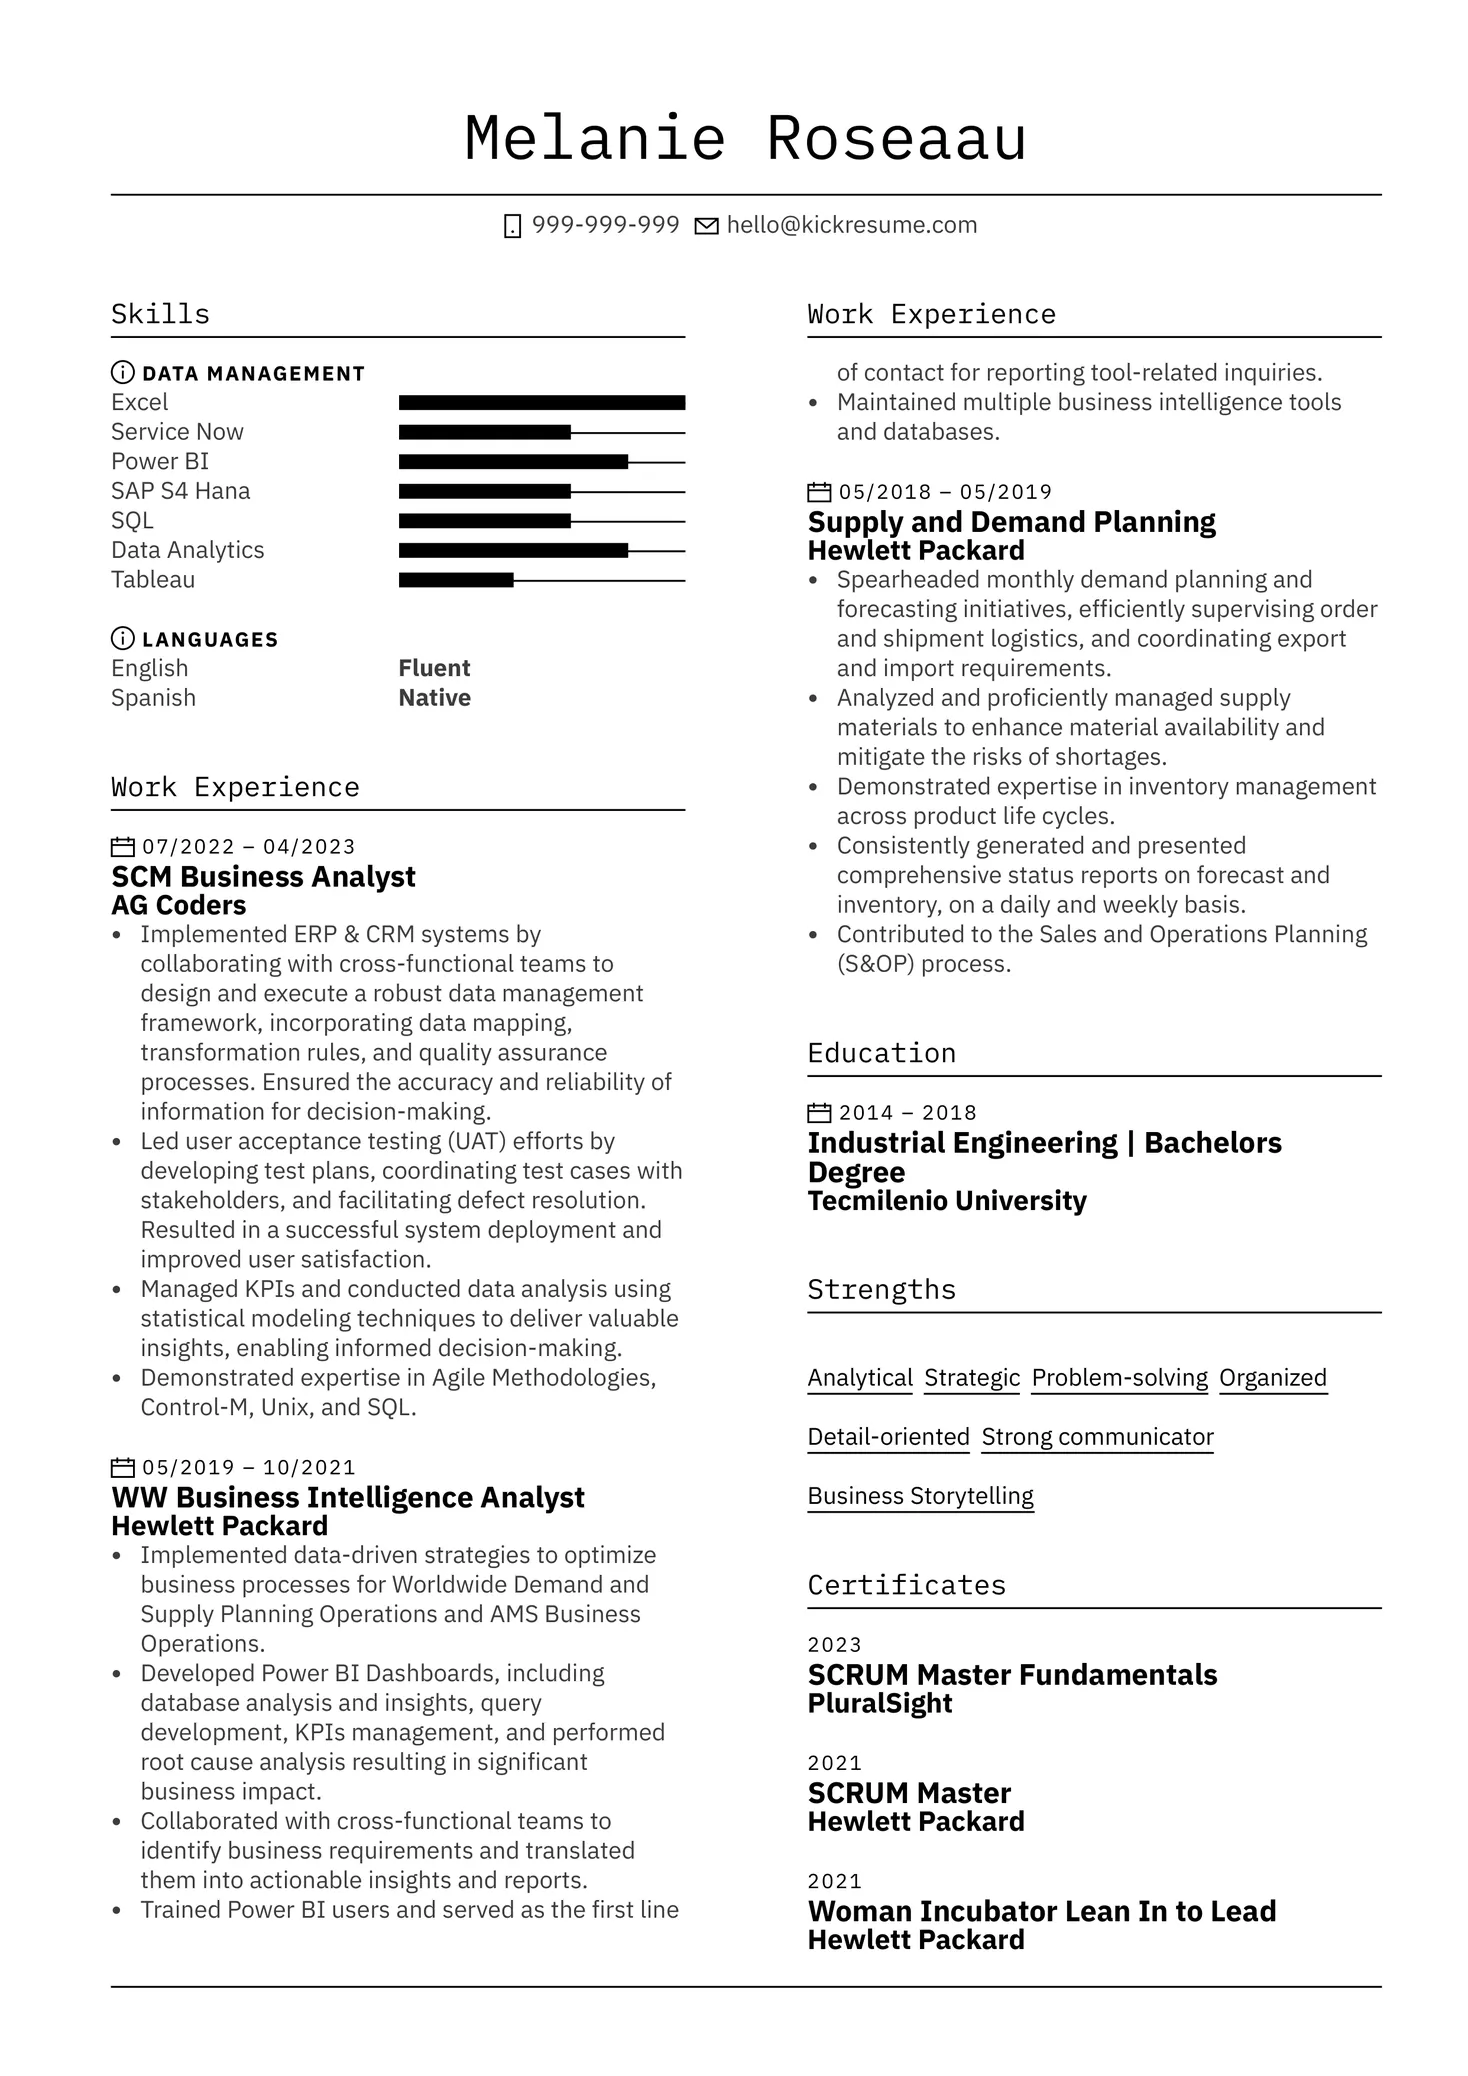 Melanie Roseaau
999-999-999 hello@kickresume.com
Skills
DATA MANAGEMENT
Excel
Service Now
Power BI
SAP S4 Hana
SQL
Data Analytics
Tableau
LANGUAGES
English Fluent
Spanish Native
Work Experience
07/2022 – 04/2023
SCM Business Analyst
AG Coders
• Implemented ERP & CRM systems by
collaborating with cross-functional teams to
design and execute a robust data management
framework, incorporating data mapping,
transformation rules, and quality assurance
processes. Ensured the accuracy and reliability of
information for decision-making.
• Led user acceptance testing (UAT) efforts by
developing test plans, coordinating test cases with
stakeholders, and facilitating defect resolution.
Resulted in a successful system deployment and
improved user satisfaction.
• Managed KPIs and conducted data analysis using
statistical modeling techniques to deliver valuable
insights, enabling informed decision-making.
• Demonstrated expertise in Agile Methodologies,
Control-M, Unix, and SQL.
05/2019 – 10/2021
WW Business Intelligence Analyst
Hewlett Packard
• Implemented data-driven strategies to optimize
business processes for Worldwide Demand and
Supply Planning Operations and AMS Business
Operations.
• Developed Power BI Dashboards, including
database analysis and insights, query
development, KPIs management, and performed
root cause analysis resulting in significant
business impact.
• Collaborated with cross-functional teams to
identify business requirements and translated
them into actionable insights and reports.
• Trained Power BI users and served as the first line
Work Experience
of contact for reporting tool-related inquiries.
• Maintained multiple business intelligence tools
and databases.
05/2018 – 05/2019
Supply and Demand Planning
Hewlett Packard
• Spearheaded monthly demand planning and
forecasting initiatives, efficiently supervising order
and shipment logistics, and coordinating export
and import requirements.
• Analyzed and proficiently managed supply
materials to enhance material availability and
mitigate the risks of shortages.
• Demonstrated expertise in inventory management
across product life cycles.
• Consistently generated and presented
comprehensive status reports on forecast and
inventory, on a daily and weekly basis.
• Contributed to the Sales and Operations Planning
(S&OP) process.
Education
2014 – 2018
Industrial Engineering | Bachelors
Degree
Tecmilenio University
Strengths
Analytical Strategic Problem-solving Organized
Detail-oriented Strong communicator
Business Storytelling
Certificates
2023
SCRUM Master Fundamentals
PluralSight
2021
SCRUM Master
Hewlett Packard
2021
Woman Incubator Lean In to Lead
Hewlett Packard